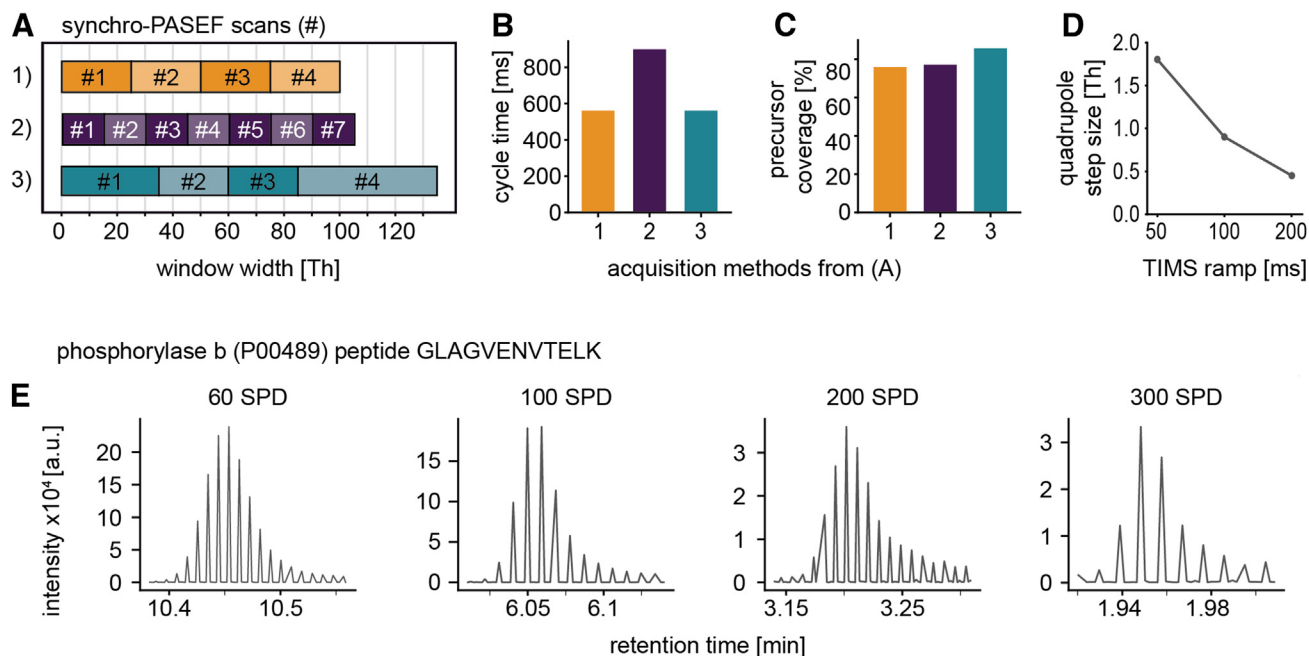 A synchro-PASEF scans (#)
1) #1 #2 #3 #4
2) #1 #2 #3 #4 #5 #6 #7
3) #1 #2 #3 #4
0 20 40 60 80 100 120
window width [Th]
B
cycle time [ms]
800
600
400
200
0
1 2 3
C
precursor
coverage [%]
80
60
40
20
0
1 2 3
acquisition methods from (A)
D
quadrupole
step size [Th]
2.0
1.5
1.0
0.5
0.0
50 100 200
TIMS ramp [ms]
phosphorylase b (P00489) peptide GLAGVENVTELK
E
intensity x10⁴ [a.u.]
60 SPD
20
15
10
5
0
10.4 10.5
100 SPD
15
10
5
0
6.05 6.1
200 SPD
3
2
1
0
3.15 3.25
300 SPD
3
2
1
0
1.94 1.98
retention time [min]